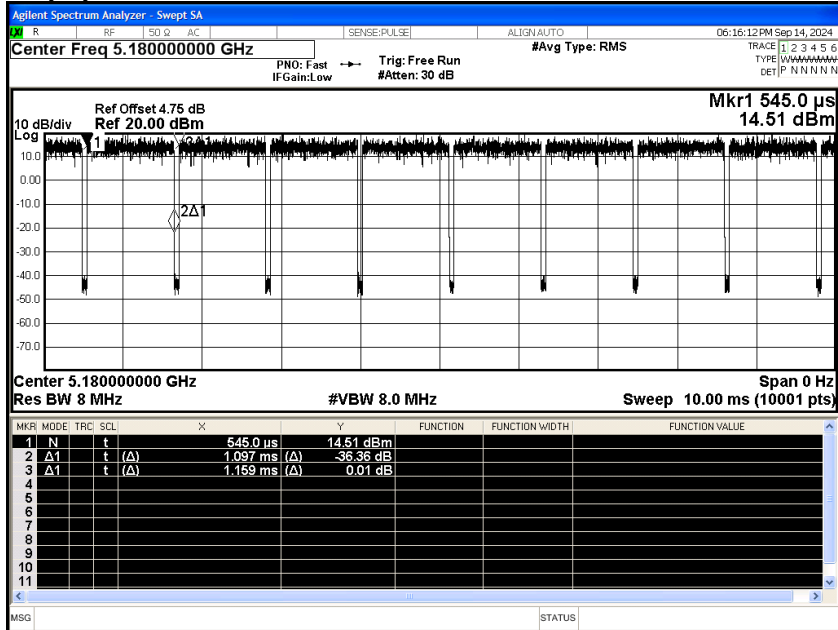 Agilent Spectrum Analyzer - Swept SA
LXI R RF 50 Ω AC SENSE:PULSE ALIGN AUTO 06:16:12 PM Sep 14, 2024
Center Freq 5.180000000 GHz #Avg Type: RMS TRACE 1 2 3 4 5 6
PNO: Fast Trig: Free Run TYPE WWWWWW
IFGain:Low #Atten: 30 dB DET P N N N N N
Ref Offset 4.75 dB Mkr1 545.0 µs
10 dB/div Ref 20.00 dBm 14.51 dBm
Log
1 3Δ1
10.0
0.00
-10.0
2Δ1
-20.0
-30.0
-40.0
-50.0
-60.0
-70.0
Center 5.180000000 GHz Span 0 Hz
Res BW 8 MHz #VBW 8.0 MHz Sweep 10.00 ms (10001 pts)
MKR MODE TRC SCL X Y FUNCTION FUNCTION WIDTH FUNCTION VALUE
1 N t 545.0 µs 14.51 dBm
2 Δ1 t (Δ) 1.097 ms (Δ) -36.36 dB
3 Δ1 t (Δ) 1.159 ms (Δ) 0.01 dB
4
5
6
7
8
9
10
11
MSG STATUS